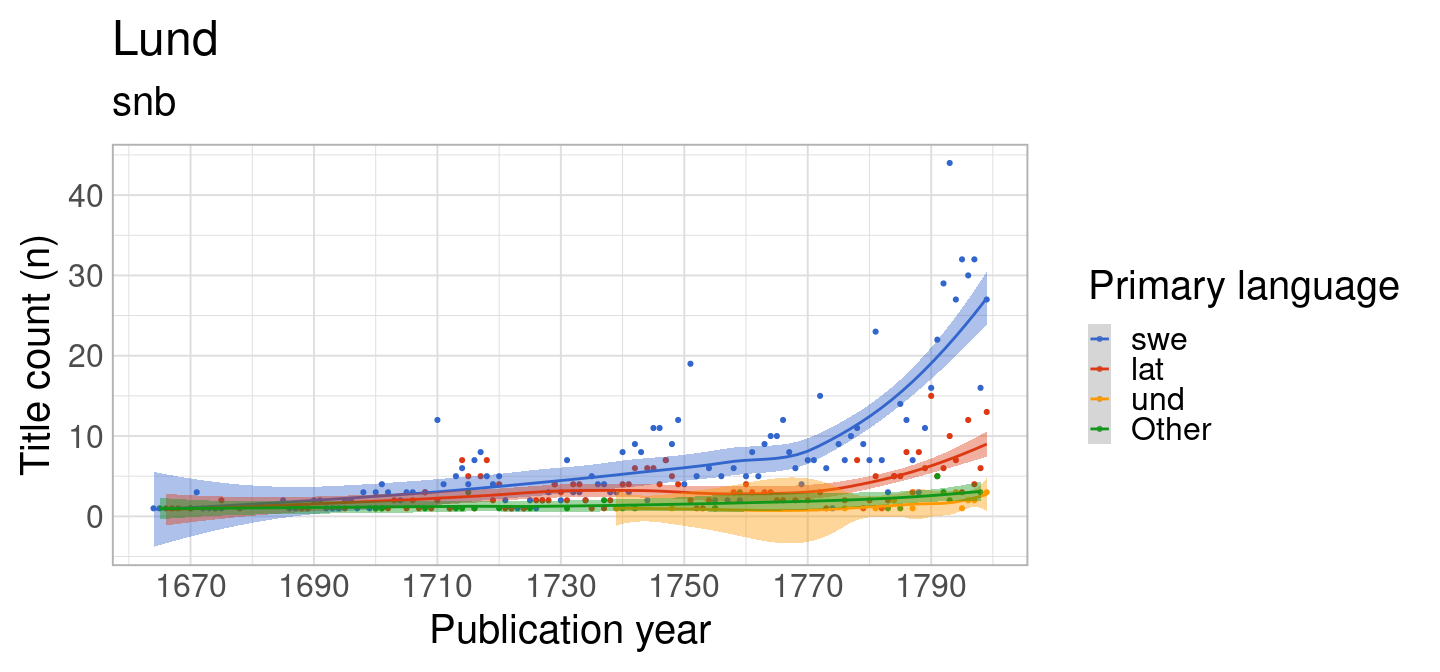 Lund
snb
Title count (n)
40
30
20
10
0
1670 1690 1710 1730 1750 1770 1790
Publication year
Primary language
swe
lat
und
Other